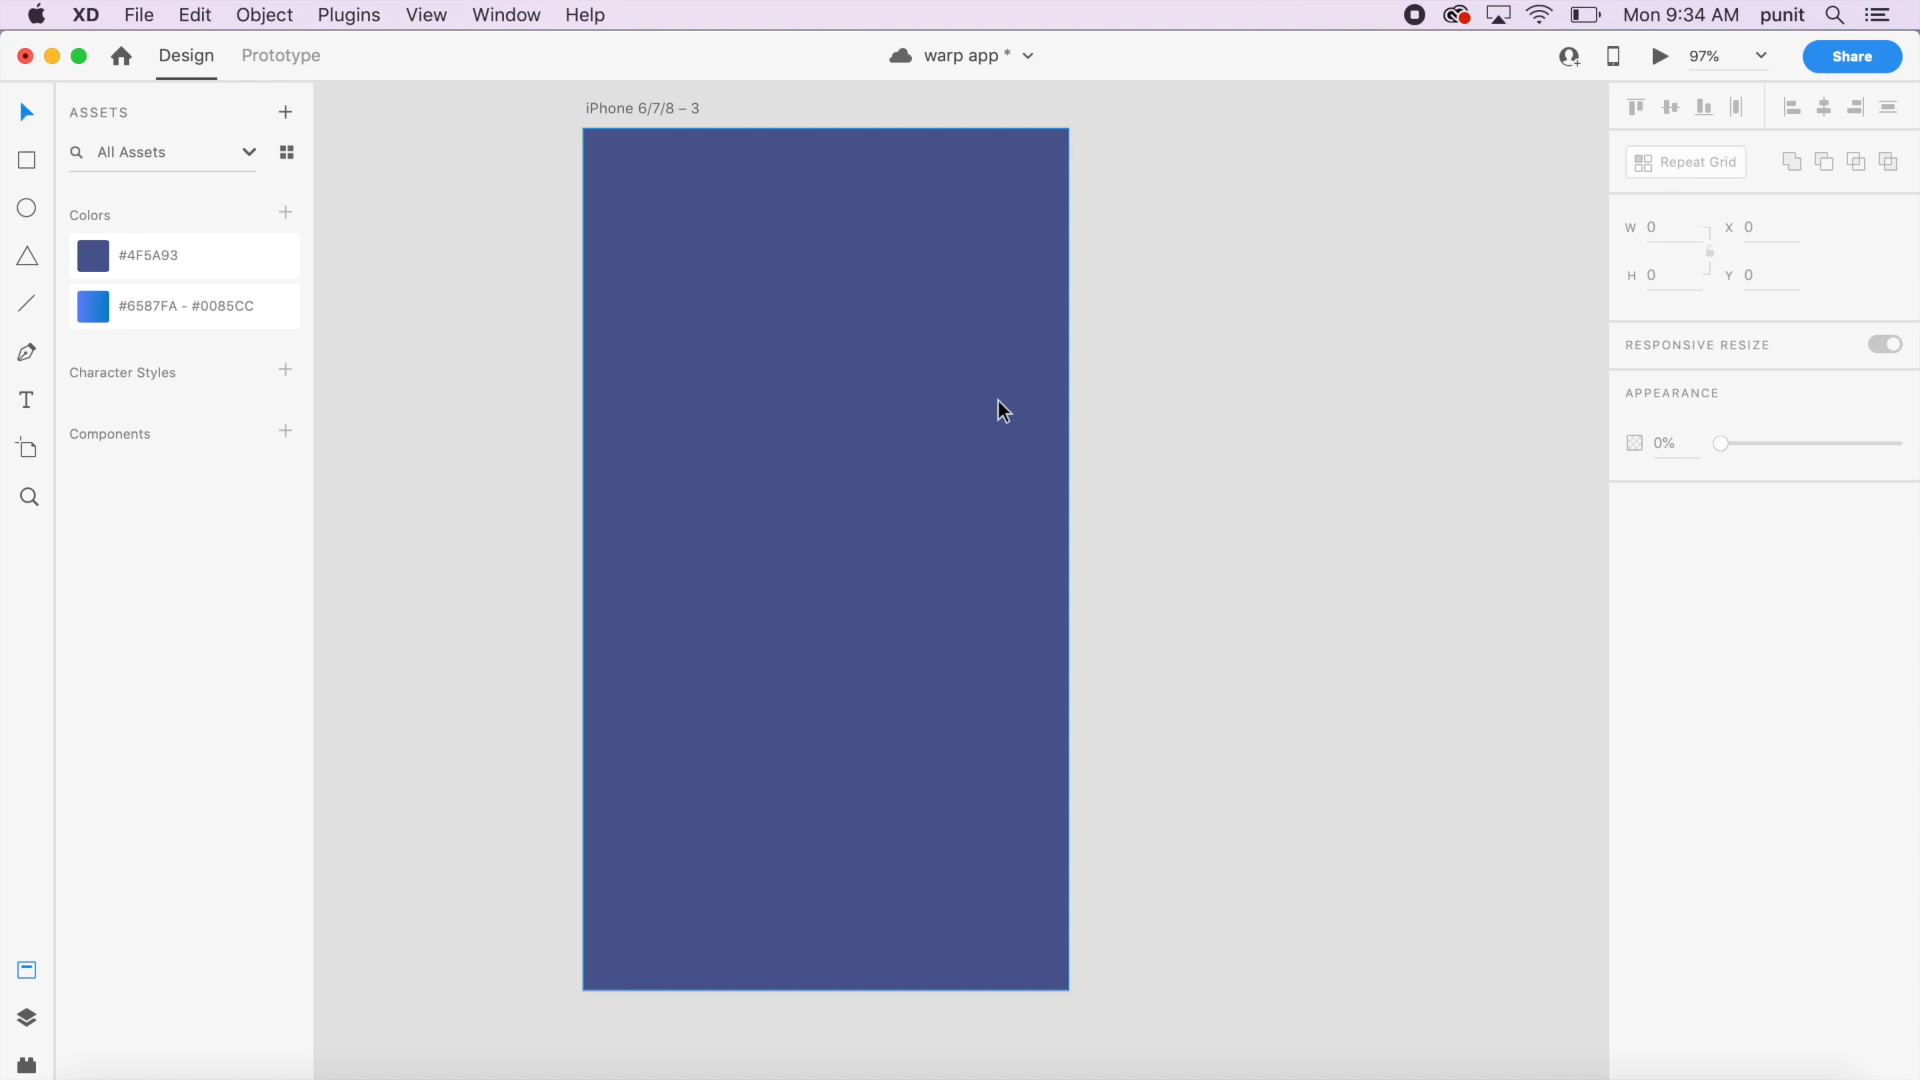 XD File Edit Object Plugins View Window Help Mon 9:34 AM punit
Design Prototype warp app * 97% Share
ASSETS
All Assets
Colors
#4F5A93
#6587FA - #0085CC
Character Styles
Components
T
iPhone 6/7/8 – 3
Repeat Grid
W 0 X 0
H 0 Y 0
RESPONSIVE RESIZE
APPEARANCE
0%